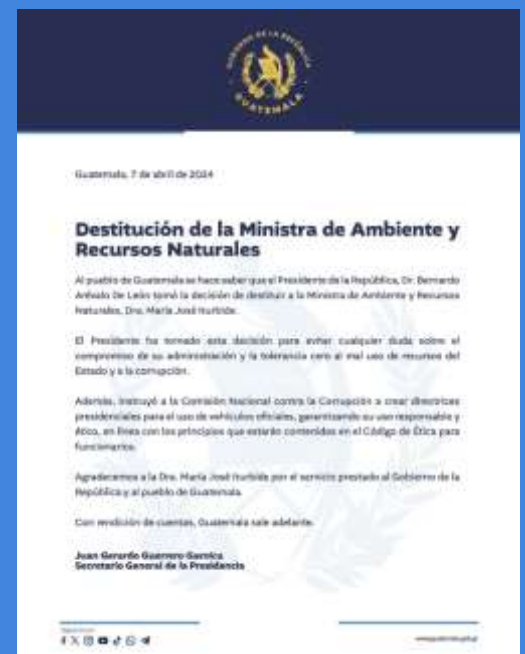 GOBIERNO DE LA REPÚBLICA
GUATEMALA
Guatemala, 7 de abril de 2024
Destitución de la Ministra de Ambiente y
Recursos Naturales
Al pueblo de Guatemala se hace saber que el Presidente de la República, Dr. Bernardo
Arévalo De León tomó la decisión de destituir a la Ministra de Ambiente y Recursos
Naturales, Dra. María José Iturbide.
El Presidente ha tomado esta decisión para evitar cualquier duda sobre el
compromiso de su administración y la tolerancia cero al mal uso de recursos del
Estado y a la corrupción.
Además, instruyó a la Comisión Nacional contra la Corrupción a crear directrices
presidenciales para el uso de vehículos oficiales, garantizando su uso responsable y
ético, en línea con los principios que estarán contenidos en el Código de Ética para
funcionarios.
Agradecemos a la Dra. María José Iturbide por el servicio prestado al Gobierno de la
República y al pueblo de Guatemala.
Con rendición de cuentas, Guatemala sale adelante.
Juan Gerardo Guerrero Garnica
Secretario General de la Presidencia